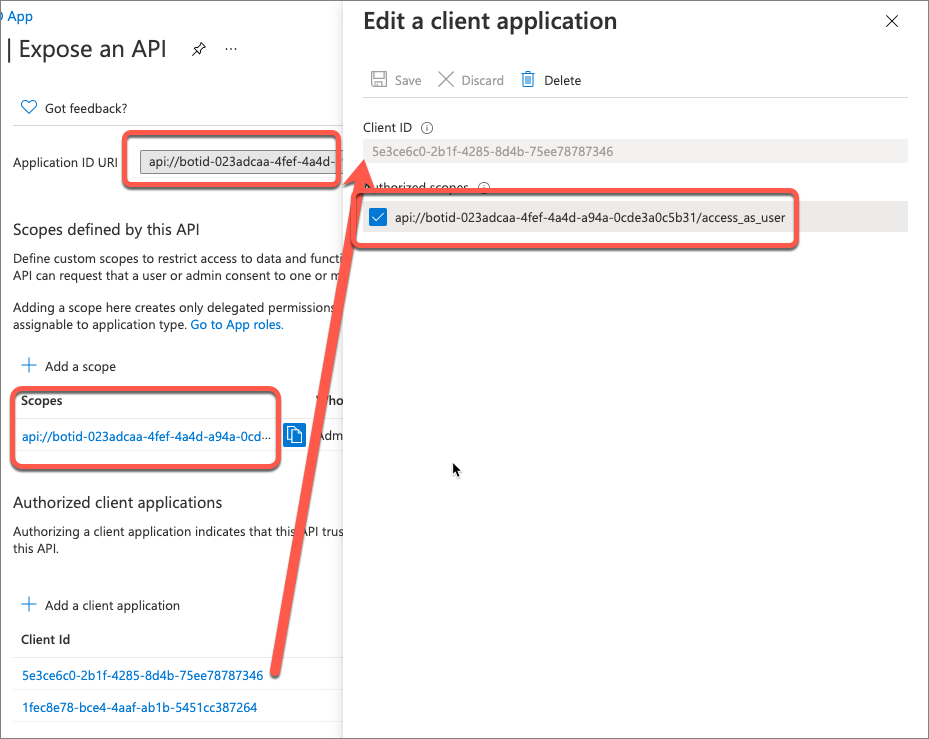 App
| Expose an API
Got feedback?
Application ID URI
api://botid-023adcaa-4fef-4a4d-
Scopes defined by this API
Define custom scopes to restrict access to data and
API can request that a user or admin consent to one or
Adding a scope here creates only delegated permissions.
assignable to application type. Go to App roles.
Add a scope
Scopes
api://botid-023adcaa-4fef-4a4d-a94a-0cd...
Authorized client applications
Authorizing a client application indicates that this API
this API.
Add a client application
Client Id
5e3ce6c0-2b1f-4285-8d4b-75ee78787346
1fec8e78-bce4-4aaf-ab1b-5451cc387264
Edit a client application
Save
Discard
Delete
Client ID
5e3ce6c0-2b1f-4285-8d4b-75ee78787346
Authorized scopes
api://botid-023adcaa-4fef-4a4d-a94a-0cde3a0c5b31/access_as_user